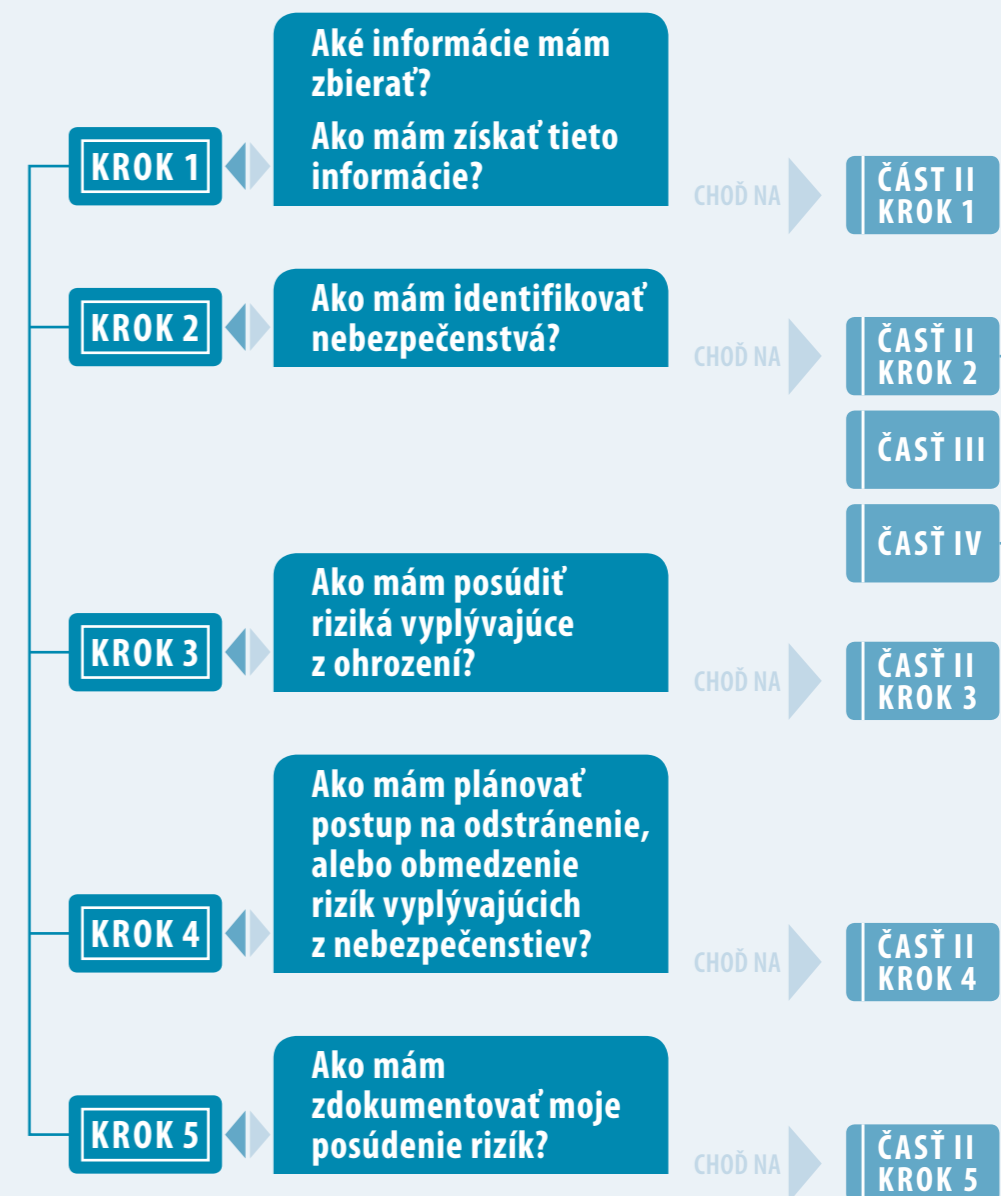 KROK 1
Aké informácie mám
zbierať?
Ako mám získať tieto
informácie?
CHOĎ NA
ČÁST II
KROK 1
KROK 2
Ako mám identifikovať
nebezpečenstvá?
CHOĎ NA
ČASŤ II
KROK 2
ČASŤ III
ČASŤ IV
KROK 3
Ako mám posúdiť
riziká vyplývajúce
z ohrození?
CHOĎ NA
ČASŤ II
KROK 3
KROK 4
Ako mám plánovať
postup na odstránenie,
alebo obmedzenie
rizík vyplývajúcich
z nebezpečenstiev?
CHOĎ NA
ČASŤ II
KROK 4
KROK 5
Ako mám
zdokumentovať moje
posúdenie rizík?
CHOĎ NA
ČASŤ II
KROK 5